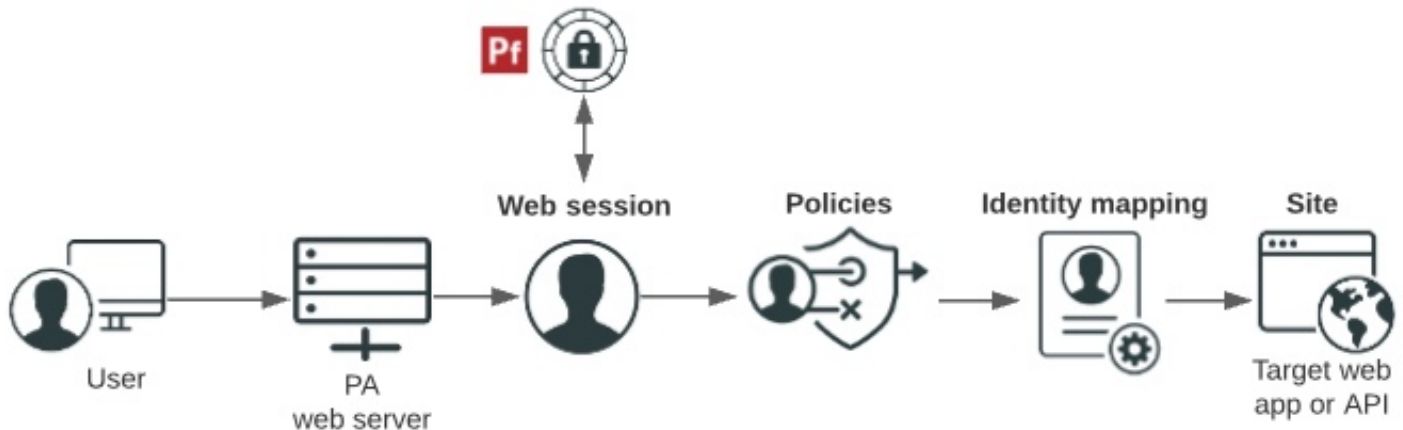 Pf
Web session
Policies
Identity mapping
Site
User
PA
web server
Target web
app or API